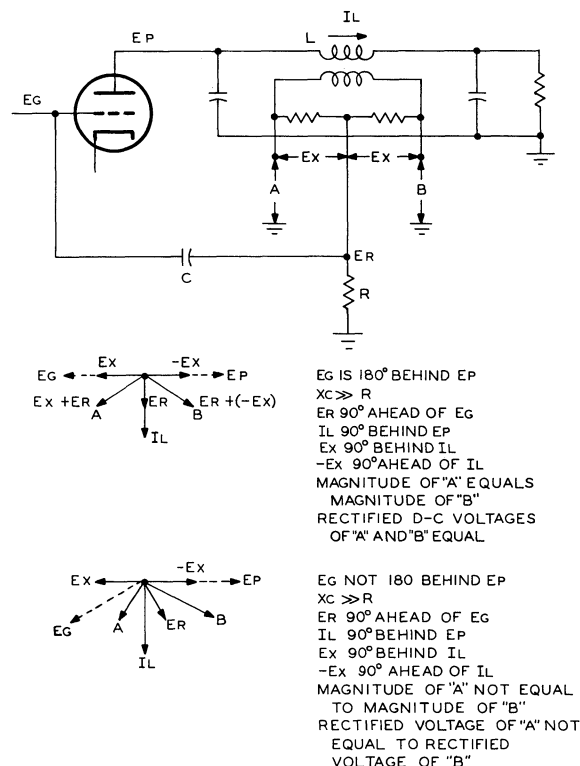 IL
EP
L
EG
EX
EX
A
B
ER
C
R
EX
-EX
EG
EP
EX +ER
A
ER
B
ER +(-EX)
IL
EG IS 180° BEHIND EP
XC >> R
ER 90° AHEAD OF EG
IL 90° BEHIND EP
EX 90° BEHIND IL
-EX 90° AHEAD OF IL
MAGNITUDE OF "A" EQUALS
MAGNITUDE OF "B"
RECTIFIED D-C VOLTAGES
OF "A" AND "B" EQUAL
-EX
EX
EP
EG
A
ER
B
IL
EG NOT 180 BEHIND EP
XC >> R
ER 90° AHEAD OF EG
IL 90° BEHIND EP
EX 90° BEHIND IL
-EX 90° AHEAD OF IL
MAGNITUDE OF "A" NOT EQUAL
TO MAGNITUDE OF "B"
RECTIFIED VOLTAGE OF "A" NOT
EQUAL TO RECTIFIED
VOLTAGE OF "B"